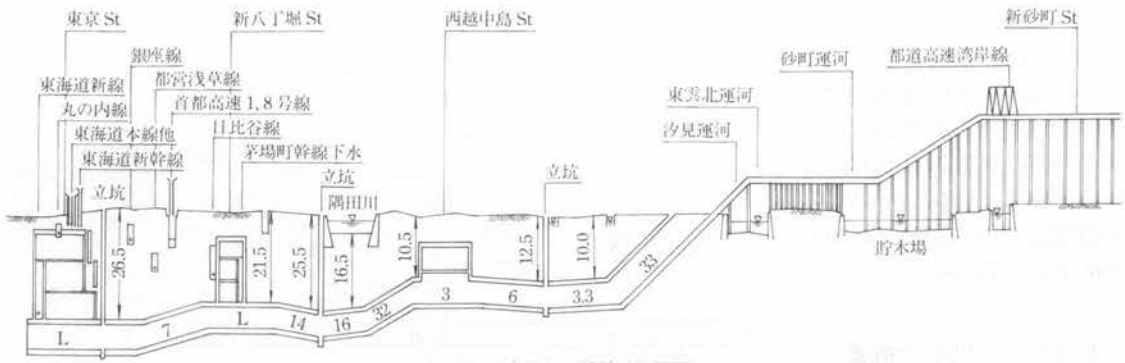 東京St
新八丁堀St
西越中島St
新砂町St
銀座線
砂町運河
都道高速湾岸線
都営浅草線
東海道新線
首都高速1,8号線
東雲北運河
丸の内線
日比谷線
汐見運河
東海道本線他
茅場町幹線下水
東海道新幹線
立坑
立坑
隅田川
立坑
26.5
21.5
25.5
16.5
10.5
12.5
10.0
33
貯木場
L
7
L
14
16
32
3
6
3.3